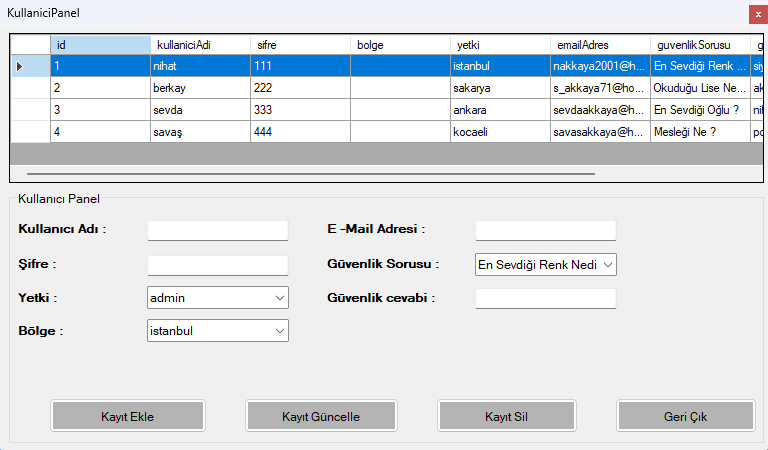 KullaniciPanel x
id kullaniciAdi sifre bolge yetki emailAdres guvenlikSorusu g
1 nihat 111 istanbul nakkaya2001@h... En Sevdiği Renk ... siy
2 berkay 222 sakarya s_akkaya71@ho... Okuduğu Lise Ne... ak
3 sevda 333 ankara sevdaakkaya@h... En Sevdiği Oğlu ? nil
4 savaş 444 kocaeli savasakkaya@h... Mesleği Ne ? po
Kullanıcı Panel
Kullanıcı Adı : E -Mail Adresi :
Şifre : Güvenlik Sorusu : En Sevdiği Renk Nedi
Yetki : admin Güvenlik cevabi :
Bölge : istanbul
Kayıt Ekle Kayıt Güncelle Kayıt Sil Geri Çık